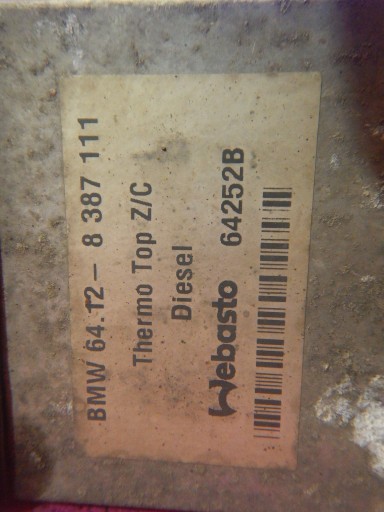 BMW 64.12 - 8 387 111
Thermo Top Z/C
Diesel
Webasto 64252B